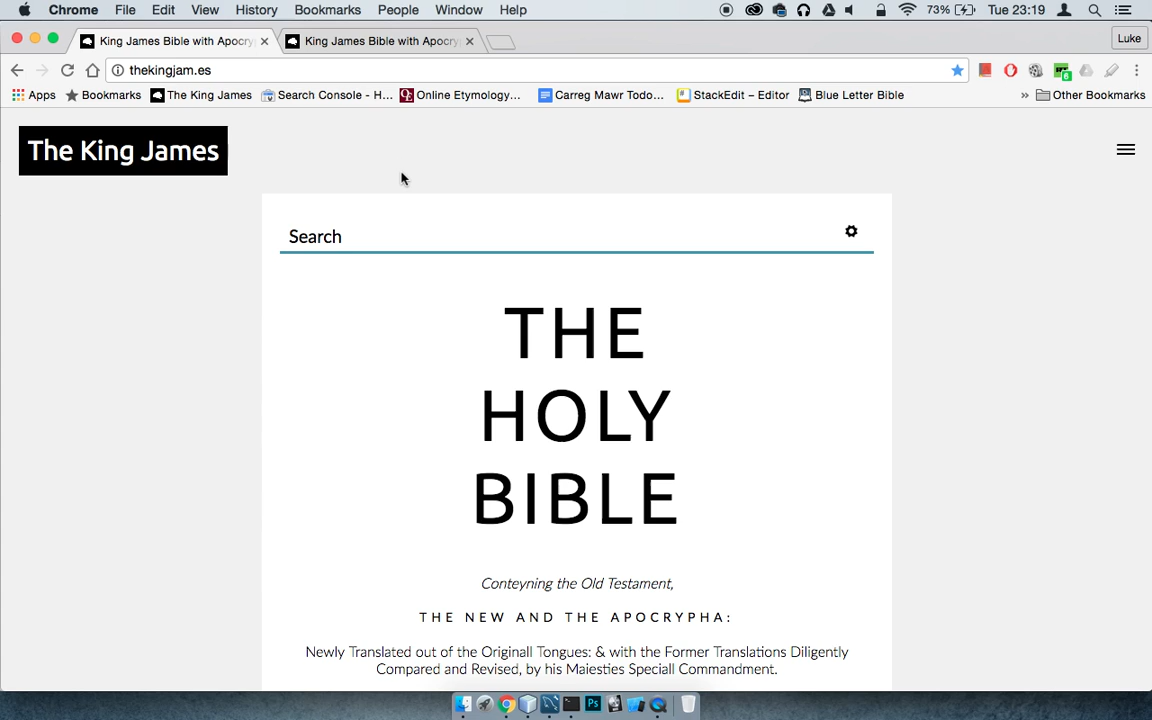 Chrome File Edit View History Bookmarks People Window Help 73% Tue 23:19
King James Bible with Apocry King James Bible with Apocry Luke
thekingjam.es
Apps Bookmarks The King James Search Console - H... Online Etymology... Carreg Mawr Todo... StackEdit – Editor Blue Letter Bible » Other Bookmarks
The King James
Search
THE
HOLY
BIBLE
Conteyning the Old Testament,
THE NEW AND THE APOCRYPHA:
Newly Translated out of the Originall Tongues: & with the Former Translations Diligently
Compared and Revised, by his Maiesties Speciall Commandment.